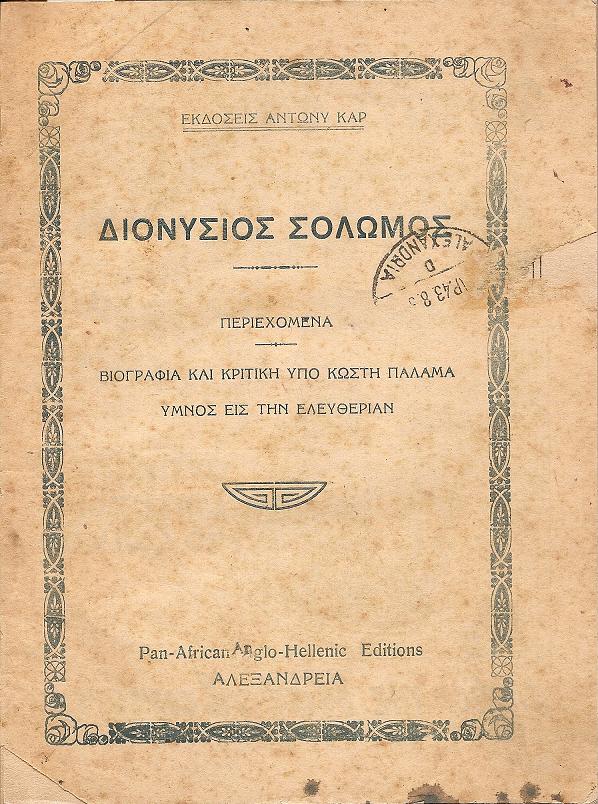 ΕΚΔΟΣΕΙΣ ΑΝΤΩΝΥ ΚΑΡ
ΔΙΟΝΥΣΙΟΣ ΣΟΛΩΜΟΣ
ALEXANDRIA
D
ΠΕΡΙΕΧΟΜΕΝΑ
ΒΙΟΓΡΑΦΙΑ ΚΑΙ ΚΡΙΤΙΚΗ ΥΠΟ ΚΩΣΤΗ ΠΑΛΑΜΑ
ΥΜΝΟΣ ΕΙΣ ΤΗΝ ΕΛΕΥΘΕΡΙΑΝ
Pan-African Anglo-Hellenic Editions
ΑΛΕΞΑΝΔΡΕΙΑ